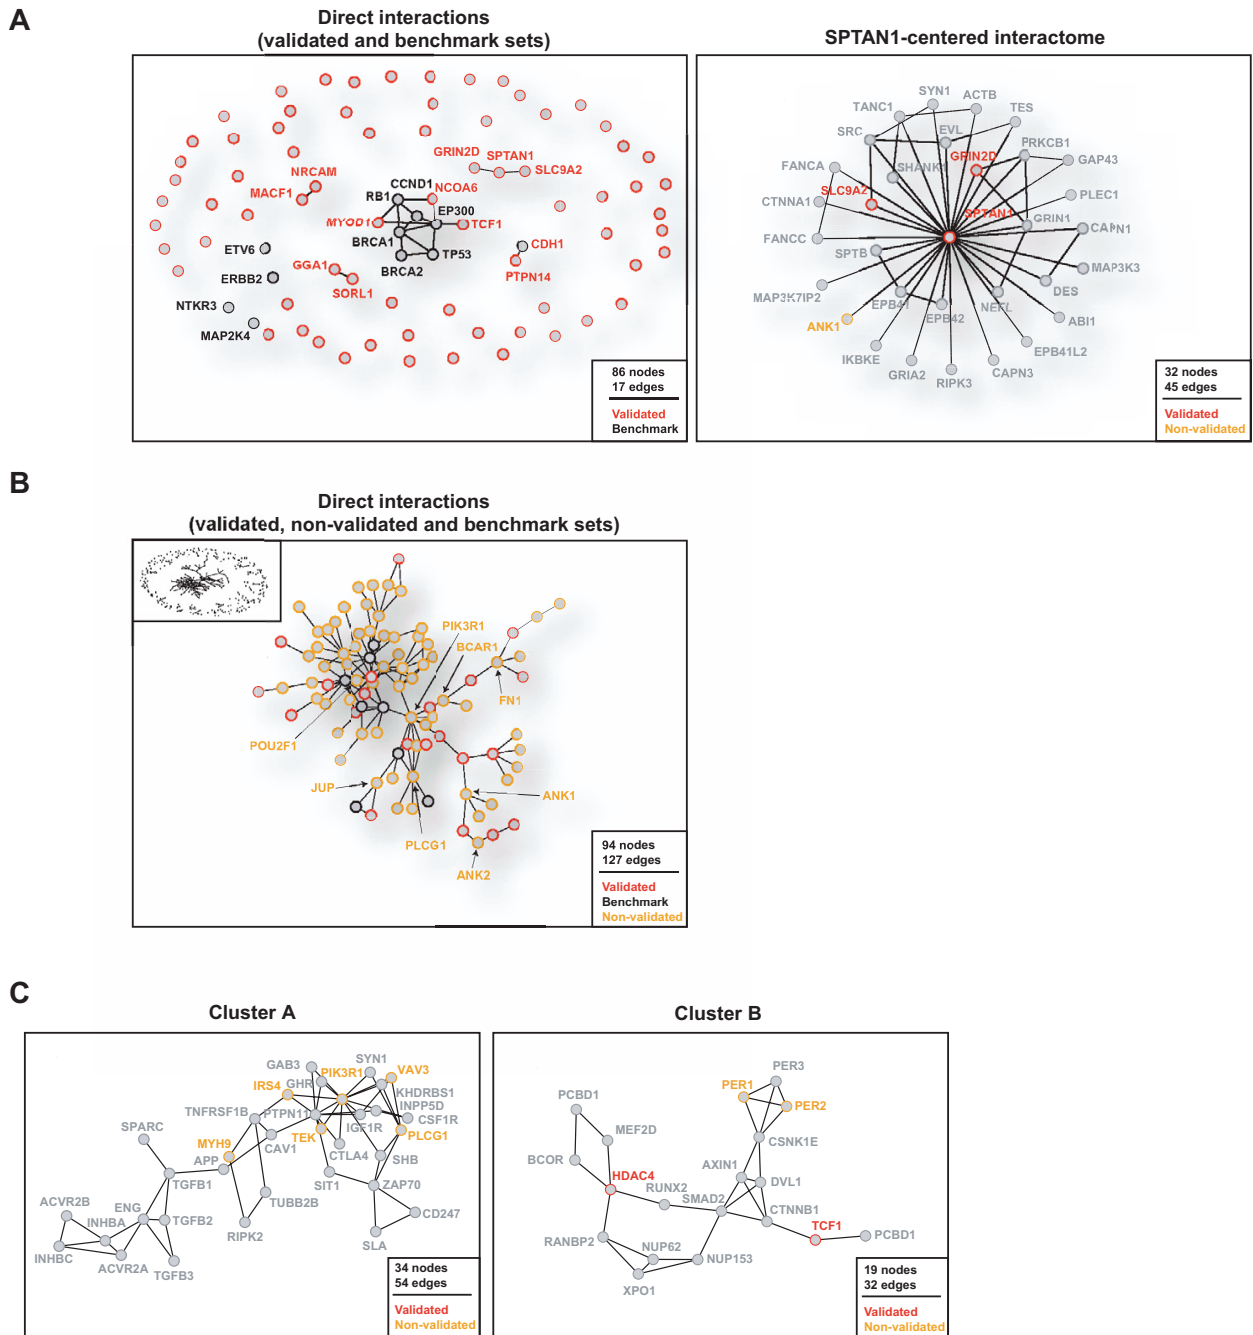 A
Direct interactions
(validated and benchmark sets)
SPTAN1-centered interactome
GRIN2D
SPTAN1
SLC9A2
NRCAM
MACF1
CCND1
RB1
NCOA6
MYOD1
EP300
TCF1
BRCA1
TP53
BRCA2
CDH1
PTPN14
ETV6
ERBB2
GGA1
SORL1
NTKR3
MAP2K4
86 nodes
17 edges
Validated
Benchmark
SYN1
ACTB
TANC1
TES
SRC
EVL
PRKCB1
GRIN2D
GAP43
FANCA
SHANK1
SLC9A2
PLEC1
CTNNA1
SPTAN1
GRIN1
CAPN1
FANCC
SPTB
MAP3K3
DES
MAP3K7IP2
EPB41
NEFL
EPB42
ABI1
ANK1
EPB41L2
IKBKE
GRIA2
RIPK3
CAPN3
32 nodes
45 edges
Validated
Non-validated
B
Direct interactions
(validated, non-validated and benchmark sets)
PIK3R1
BCAR1
FN1
POU2F1
JUP
ANK1
PLCG1
ANK2
94 nodes
127 edges
Validated
Benchmark
Non-validated
C
Cluster A
Cluster B
GAB3
SYN1
PIK3R1
VAV3
IRS4
GHR
KHDRBS1
INPP5D
TNFRSF1B
PTPN11
CSF1R
IGF1R
SPARC
TEK
PLCG1
MYH9
CAV1
CTLA4
SHB
APP
TGFB1
SIT1
ZAP70
TUBB2B
ACVR2B
ENG
CD247
INHBA
TGFB2
RIPK2
SLA
INHBC
ACVR2A
TGFB3
34 nodes
54 edges
Validated
Non-validated
PER3
PER1
PCBD1
PER2
MEF2D
CSNK1E
BCOR
AXIN1
HDAC4
DVL1
RUNX2
SMAD2
CTNNB1
TCF1
RANBP2
PCBD1
NUP62
NUP153
XPO1
19 nodes
32 edges
Validated
Non-validated